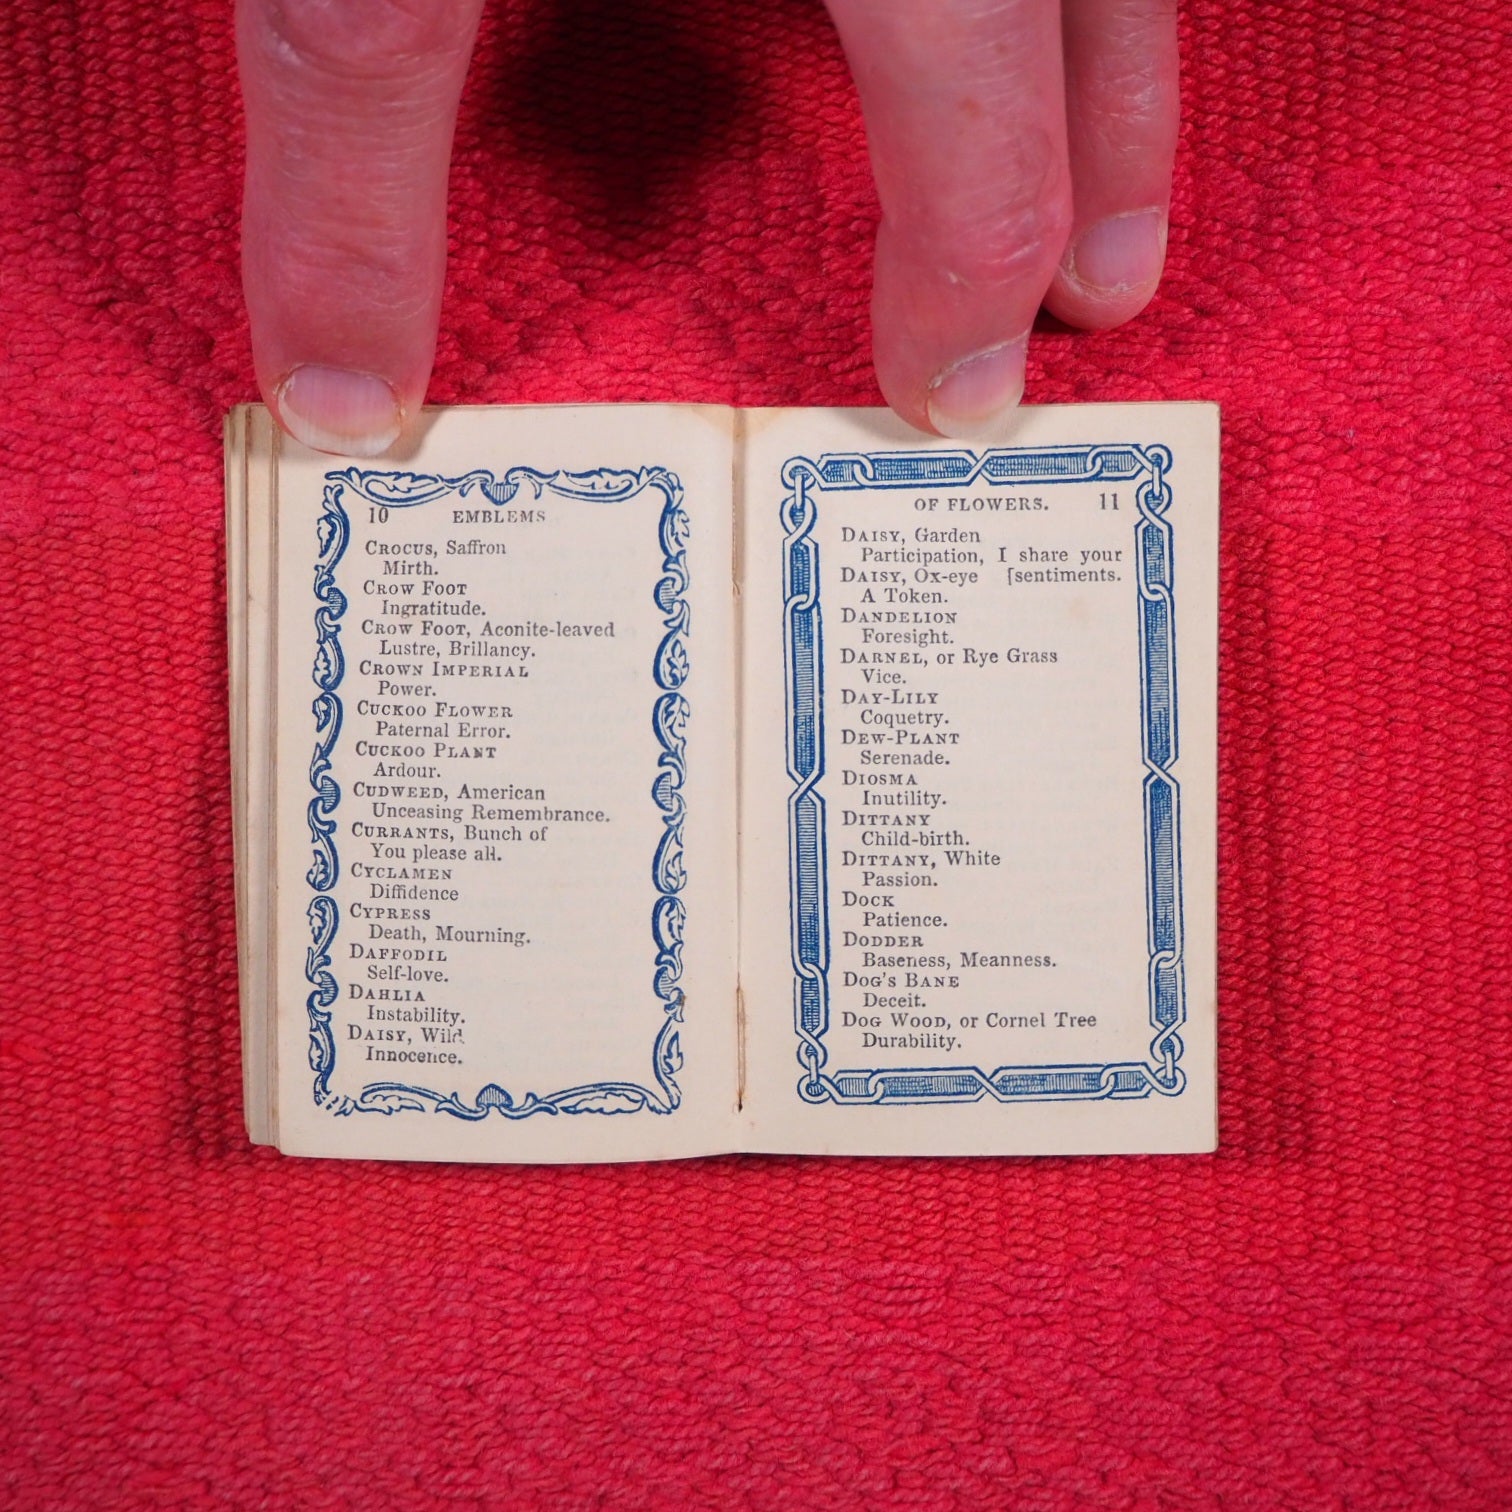 10 EMBLEMS
CROCUS, Saffron
Mirth.
CROW FOOT
Ingratitude.
CROW FOOT, Aconite-leaved
Lustre, Brillancy.
CROWN IMPERIAL
Power.
CUCKOO FLOWER
Paternal Error.
CUCKOO PLANT
Ardour.
CUDWEED, American
Unceasing Remembrance.
CURRANTS, Bunch of
You please all.
CYCLAMEN
Diffidence
CYPRESS
Death, Mourning.
DAFFODIL
Self-love.
DAHLIA
Instability.
DAISY, Wild.
Innocence.
OF FLOWERS. 11
DAISY, Garden
Participation, I share your
DAISY, Ox-eye [sentiments.
A Token.
DANDELION
Foresight.
DARNEL, or Rye Grass
Vice.
DAY-LILY
Coquetry.
DEW-PLANT
Serenade.
DIOSMA
Inutility.
DITTANY
Child-birth.
DITTANY, White
Passion.
DOCK
Patience.
DODDER
Baseness, Meanness.
DOG'S BANE
Deceit.
DOG WOOD, or Cornel Tree
Durability.